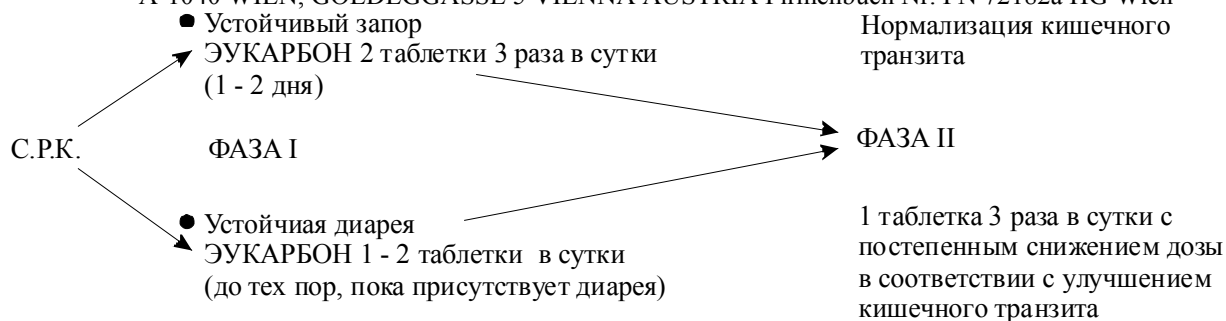 A-1040 WIEN, GOLDEGGASSE 5 VIENNA AUSTRIA Firmenbuch Nr. FN 72182a HG Wien
● Устойчивый запор
ЭУКАРБОН 2 таблетки 3 раза в сутки
(1 - 2 дня)
Нормализация кишечного
транзита
С.Р.К.
ФАЗА I
ФАЗА II
● Устойчиая диарея
ЭУКАРБОН 1 - 2 таблетки в сутки
(до тех пор, пока присутствует диарея)
1 таблетка 3 раза в сутки с
постепенным снижением дозы
в соответствии с улучшением
кишечного транзита